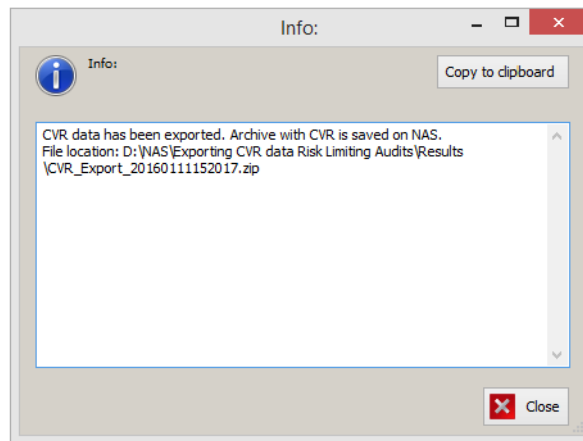 Info:
Info:
Copy to clipboard
CVR data has been exported. Archive with CVR is saved on NAS.
File location: D:\NAS\Exporting CVR data Risk Limiting Audits\Results
\CVR_Export_20160111152017.zip
Close